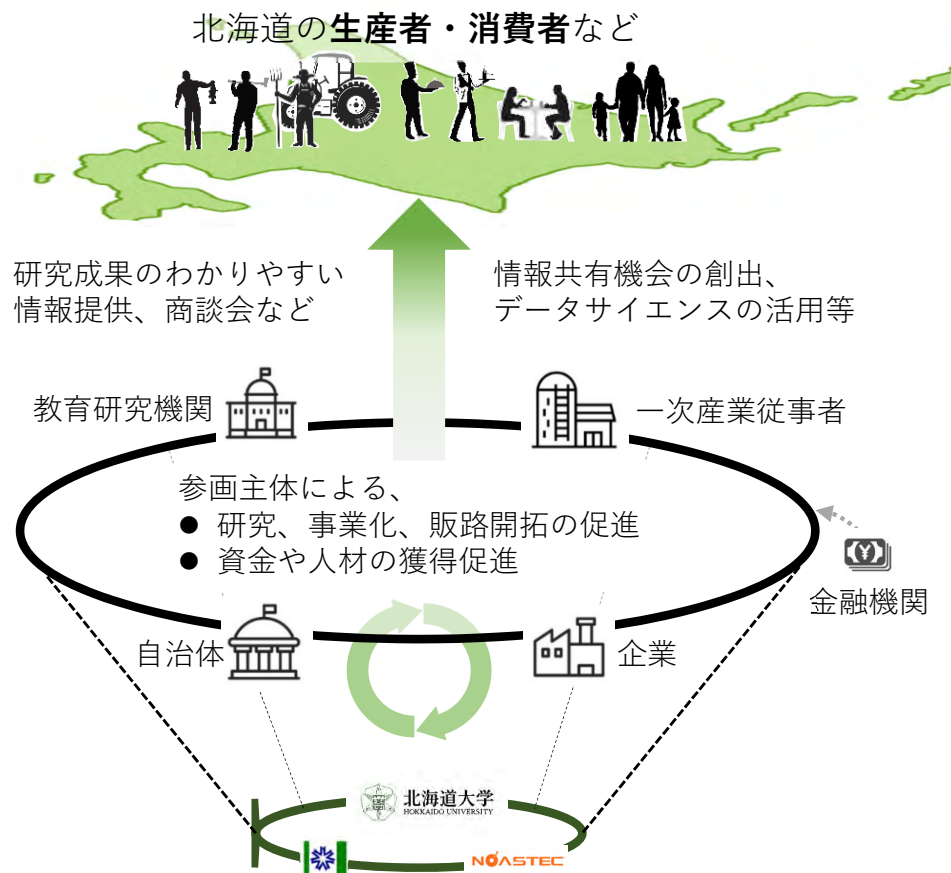 北海道の生産者・消費者など
研究成果のわかりやすい
情報提供、商談会など
情報共有機会の創出、
データサイエンスの活用等
教育研究機関
一次産業従事者
参画主体による、
● 研究、事業化、販路開拓の促進
● 資金や人材の獲得促進
¥
金融機関
自治体
企業
北海道大学
HOKKAIDO UNIVERSITY
NOASTEC